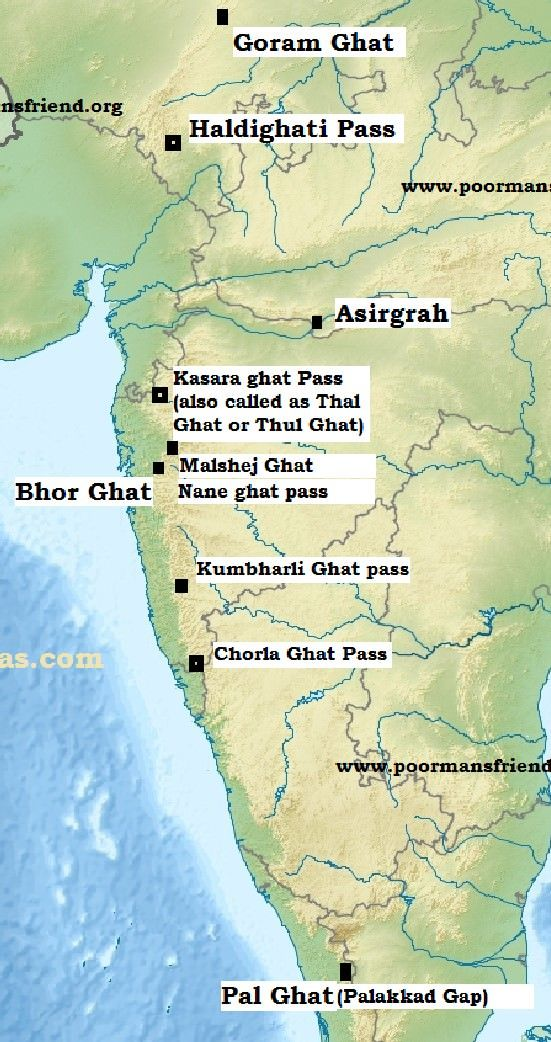 Goram Ghat
nsfriend.org
Haldighati Pass
www.poormans
Asirgrah
Kasara ghat Pass
(also called as Thal
Ghat or Thul Ghat)
Malshej Ghat
Bhor Ghat
Nane ghat pass
Kumbharli Ghat pass
Chorla Ghat Pass
as.com
www.poormansfriend
Pal Ghat (Palakkad Gap)